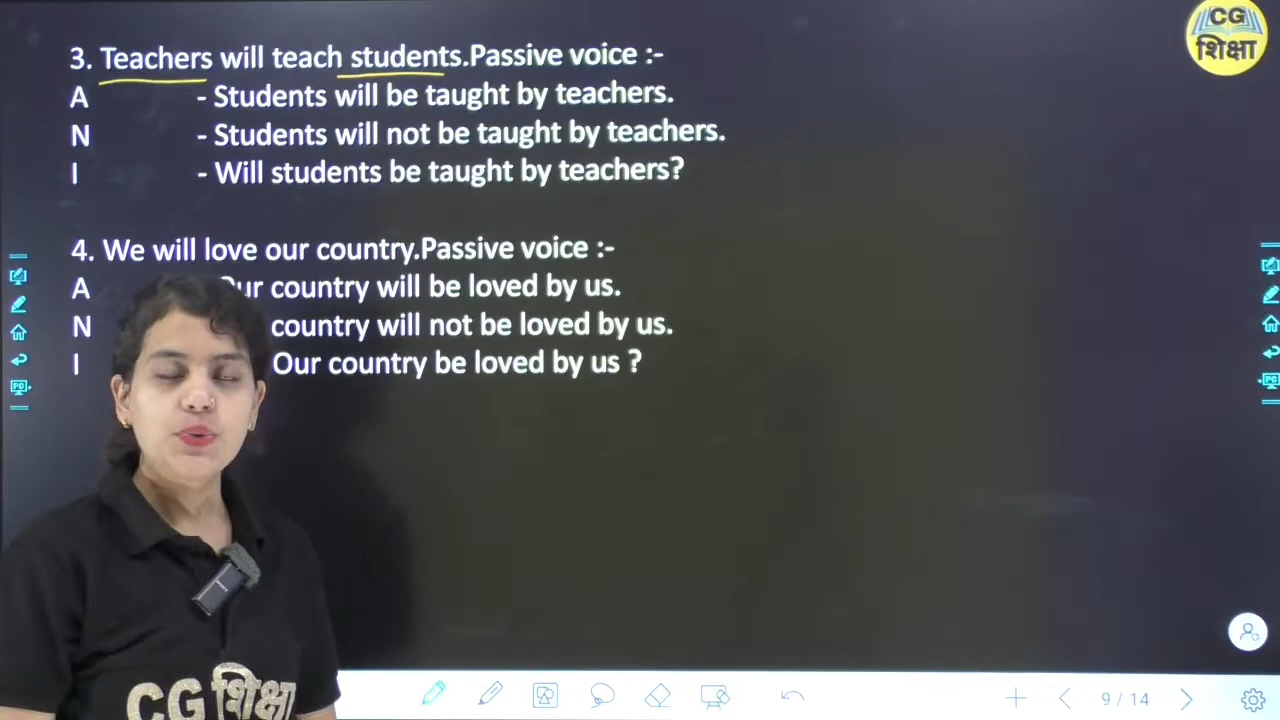 CG
शिक्षा
3. Teachers will teach students.Passive voice :-
A - Students will be taught by teachers.
N - Students will not be taught by teachers.
I - Will students be taught by teachers?
4. We will love our country.Passive voice :-
A Our country will be loved by us.
N country will not be loved by us.
I Our country be loved by us ?
CG शिक्षा
9 / 14